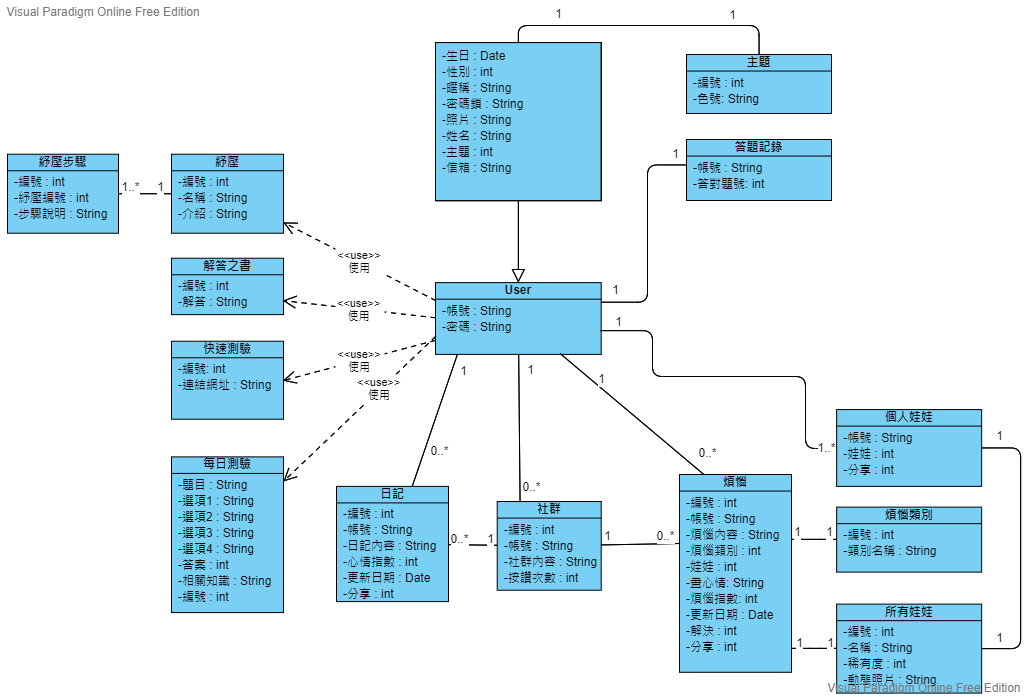 Visual Paradigm Online Free Edition
1
1
-生日 : Date
-性別 : int
-暱稱 : String
-密碼鎖 : String
-照片 : String
-姓名 : String
-主題 : int
-信箱 : String
主題
-編號 : int
-色號: String
答題記錄
-帳號 : String
-答對題號: int
1
紓壓步驟
-編號 : int
-紓壓編號 : int
-步驟說明 : String
1..*
1
紓壓
-編號 : int
-名稱 : String
-介紹 : String
<<use>>
使用
解答之書
-編號 : int
-解答 : String
<<use>>
使用
User
-帳號 : String
-密碼 : String
1
1
快速測驗
-編號: int
-連結網址 : String
<<use>>
使用
<<use>>
使用
1
1
1
每日測驗
-題目 : String
-選項1 : String
-選項2 : String
-選項3 : String
-選項4 : String
-答案 : int
-相關知識 : String
-編號 : int
0..*
0..*
0..*
1..*
個人娃娃
-帳號 : String
-娃娃 : int
-分享 : int
1
日記
-編號 : int
-帳號 : String
-日記內容 : String
-心情指數 : int
-更新日期 : Date
-分享 : int
0..*
1
社群
-編號 : int
-帳號 : String
-社群內容 : String
-按讚次數 : int
1
0..*
煩惱
-編號 : int
-帳號 : String
-煩惱內容 : String
-煩惱類別 : int
-娃娃 : int
-畫心情: String
-煩惱指數: int
-更新日期 : Date
-解決 : int
-分享 : int
1
1
煩惱類別
-編號 : int
-類別名稱 : String
1
1
所有娃娃
-編號 : int
-名稱 : String
-稀有度 : int
-動態照片 : String
1
Visual Paradigm Online Free Edition